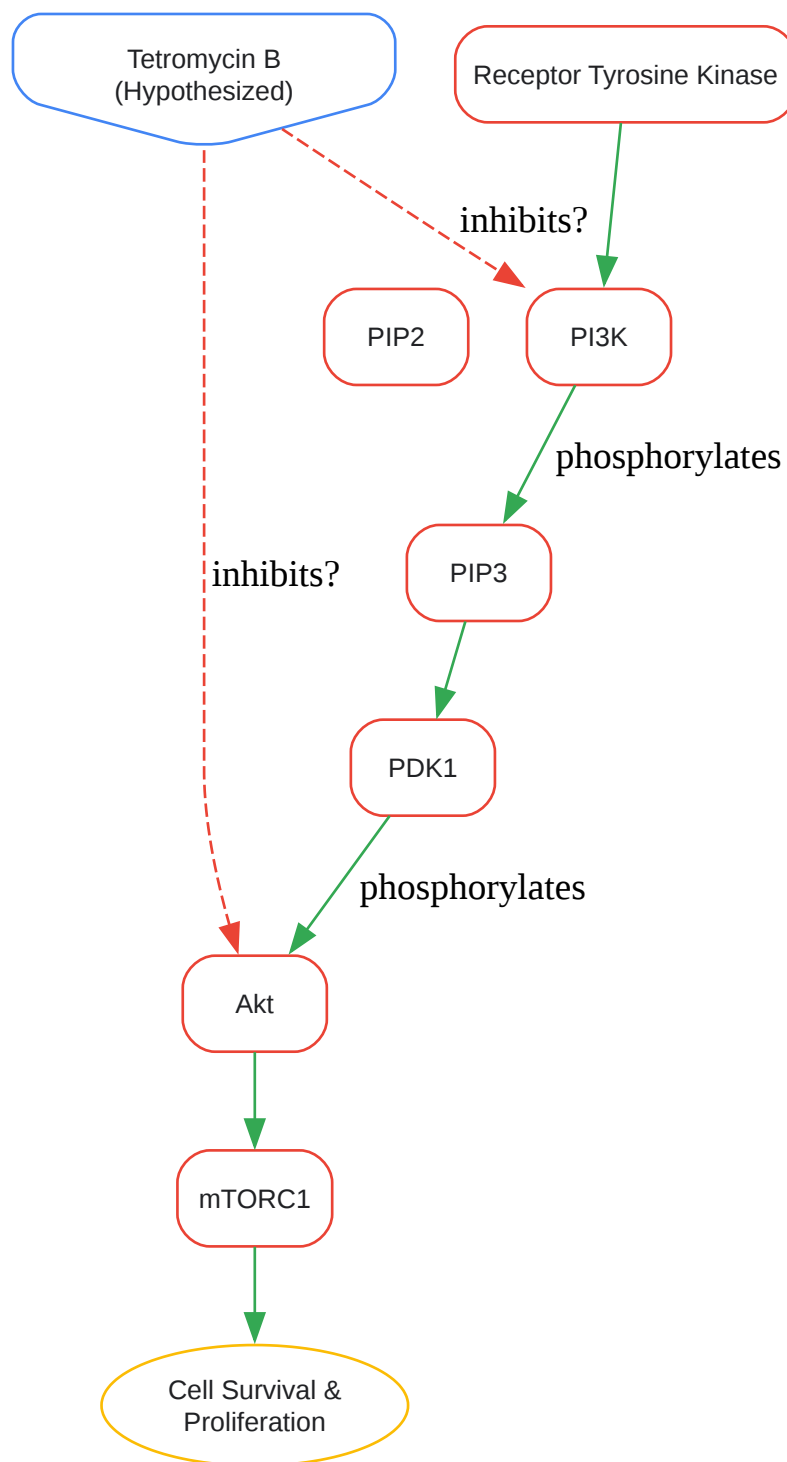 Tetromycin B
(Hypothesized)
Receptor Tyrosine Kinase
inhibits?
PIP2
PI3K
phosphorylates
PIP3
inhibits?
PDK1
phosphorylates
Akt
mTORC1
Cell Survival &
Proliferation